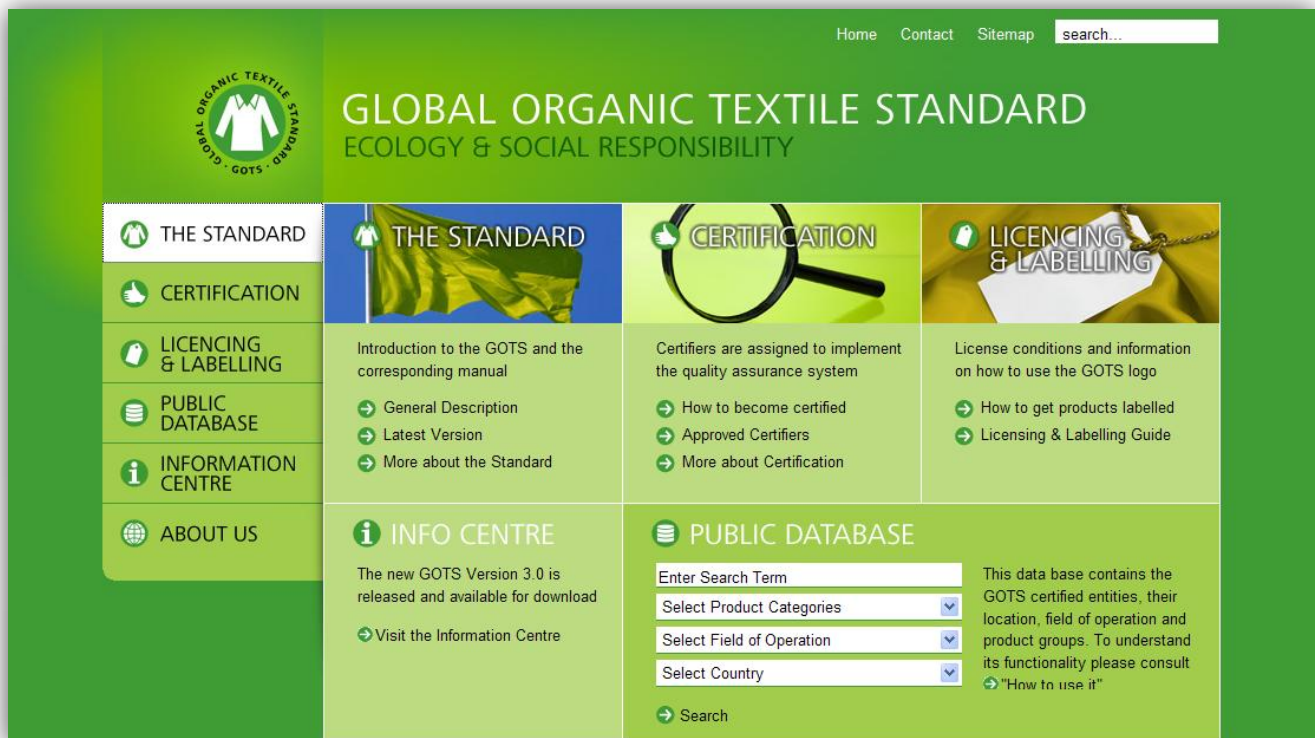 Home Contact Sitemap search...
GLOBAL ORGANIC TEXTILE STANDARD · GOTS ·
GLOBAL ORGANIC TEXTILE STANDARD
ECOLOGY & SOCIAL RESPONSIBILITY
THE STANDARD
CERTIFICATION
LICENCING
& LABELLING
PUBLIC
DATABASE
INFORMATION
CENTRE
ABOUT US
THE STANDARD
Introduction to the GOTS and the
corresponding manual
General Description
Latest Version
More about the Standard
CERTIFICATION
Certifiers are assigned to implement
the quality assurance system
How to become certified
Approved Certifiers
More about Certification
LICENCING
& LABELLING
License conditions and information
on how to use the GOTS logo
How to get products labelled
Licensing & Labelling Guide
INFO CENTRE
The new GOTS Version 3.0 is
released and available for download
Visit the Information Centre
PUBLIC DATABASE
Enter Search Term
Select Product Categories
Select Field of Operation
Select Country
Search
This data base contains the
GOTS certified entities, their
location, field of operation and
product groups. To understand
its functionality please consult
"How to use it"